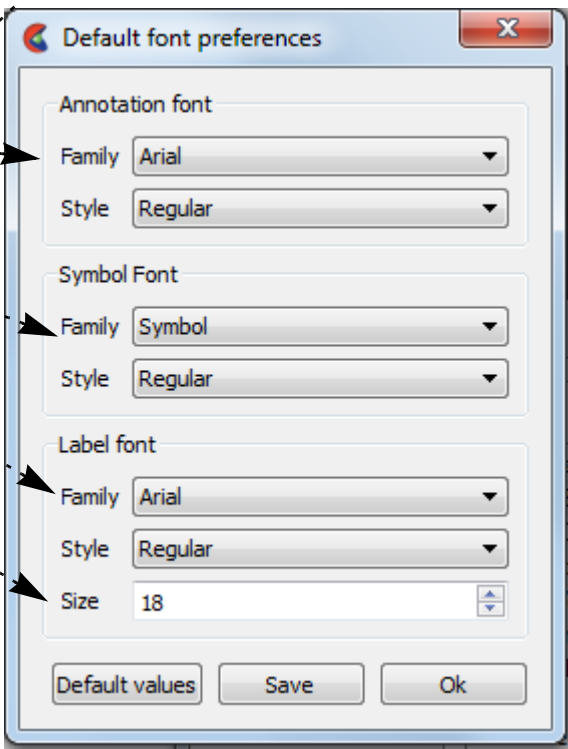 Default font preferences
Annotation font
Family Arial
Style Regular
Symbol Font
Family Symbol
Style Regular
Label font
Family Arial
Style Regular
Size 18
Default values Save Ok